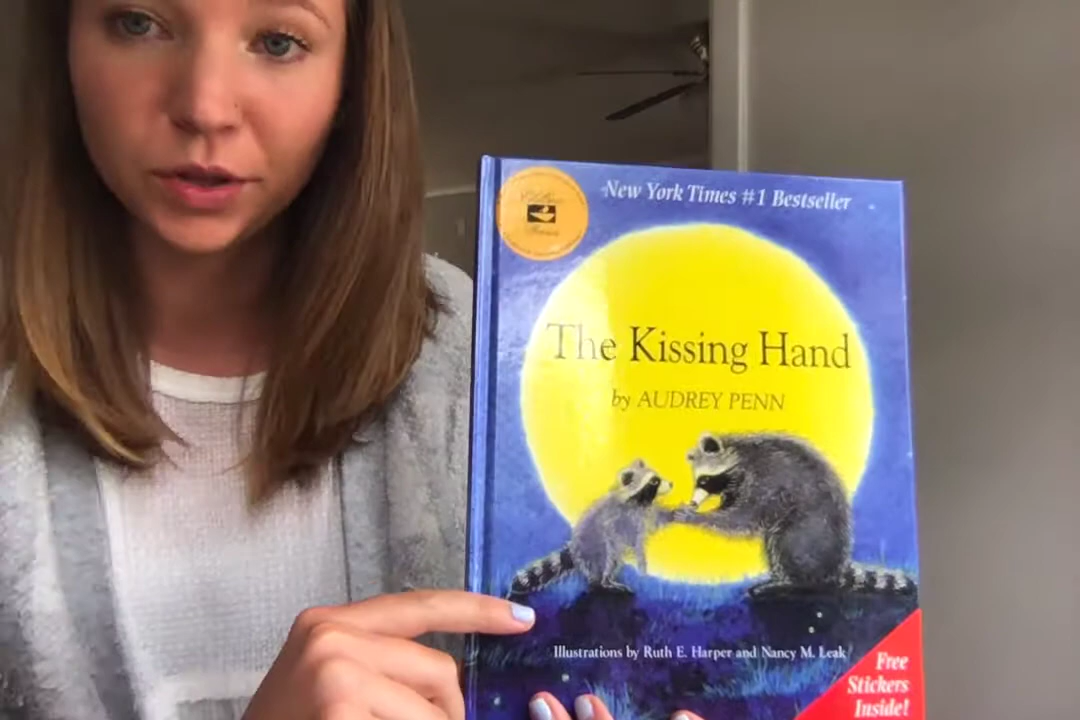 New York Times #1 Bestseller
The Kissing Hand
by AUDREY PENN
Illustrations by Ruth E. Harper and Nancy M. Leak
Free
Stickers
Inside!